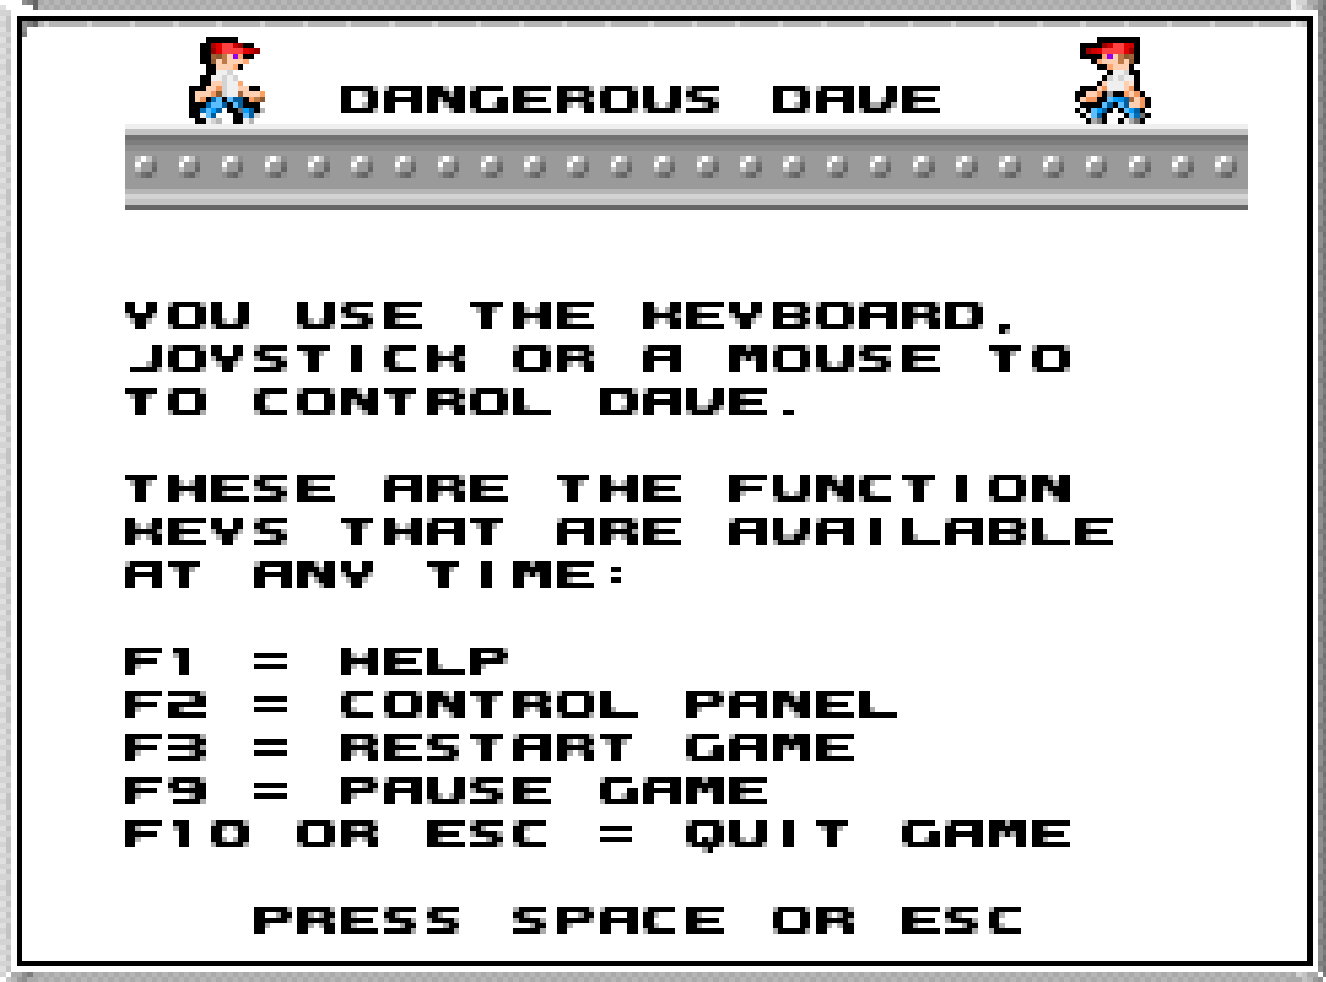 DANGEROUS DAVE
YOU USE THE KEYBOARD,
JOYSTICK OR A MOUSE TO
TO CONTROL DAVE.
THESE ARE THE FUNCTION
KEYS THAT ARE AVAILABLE
AT ANY TIME:
F1 = HELP
F2 = CONTROL PANEL
F3 = RESTART GAME
F9 = PAUSE GAME
F10 OR ESC = QUIT GAME
PRESS SPACE OR ESC